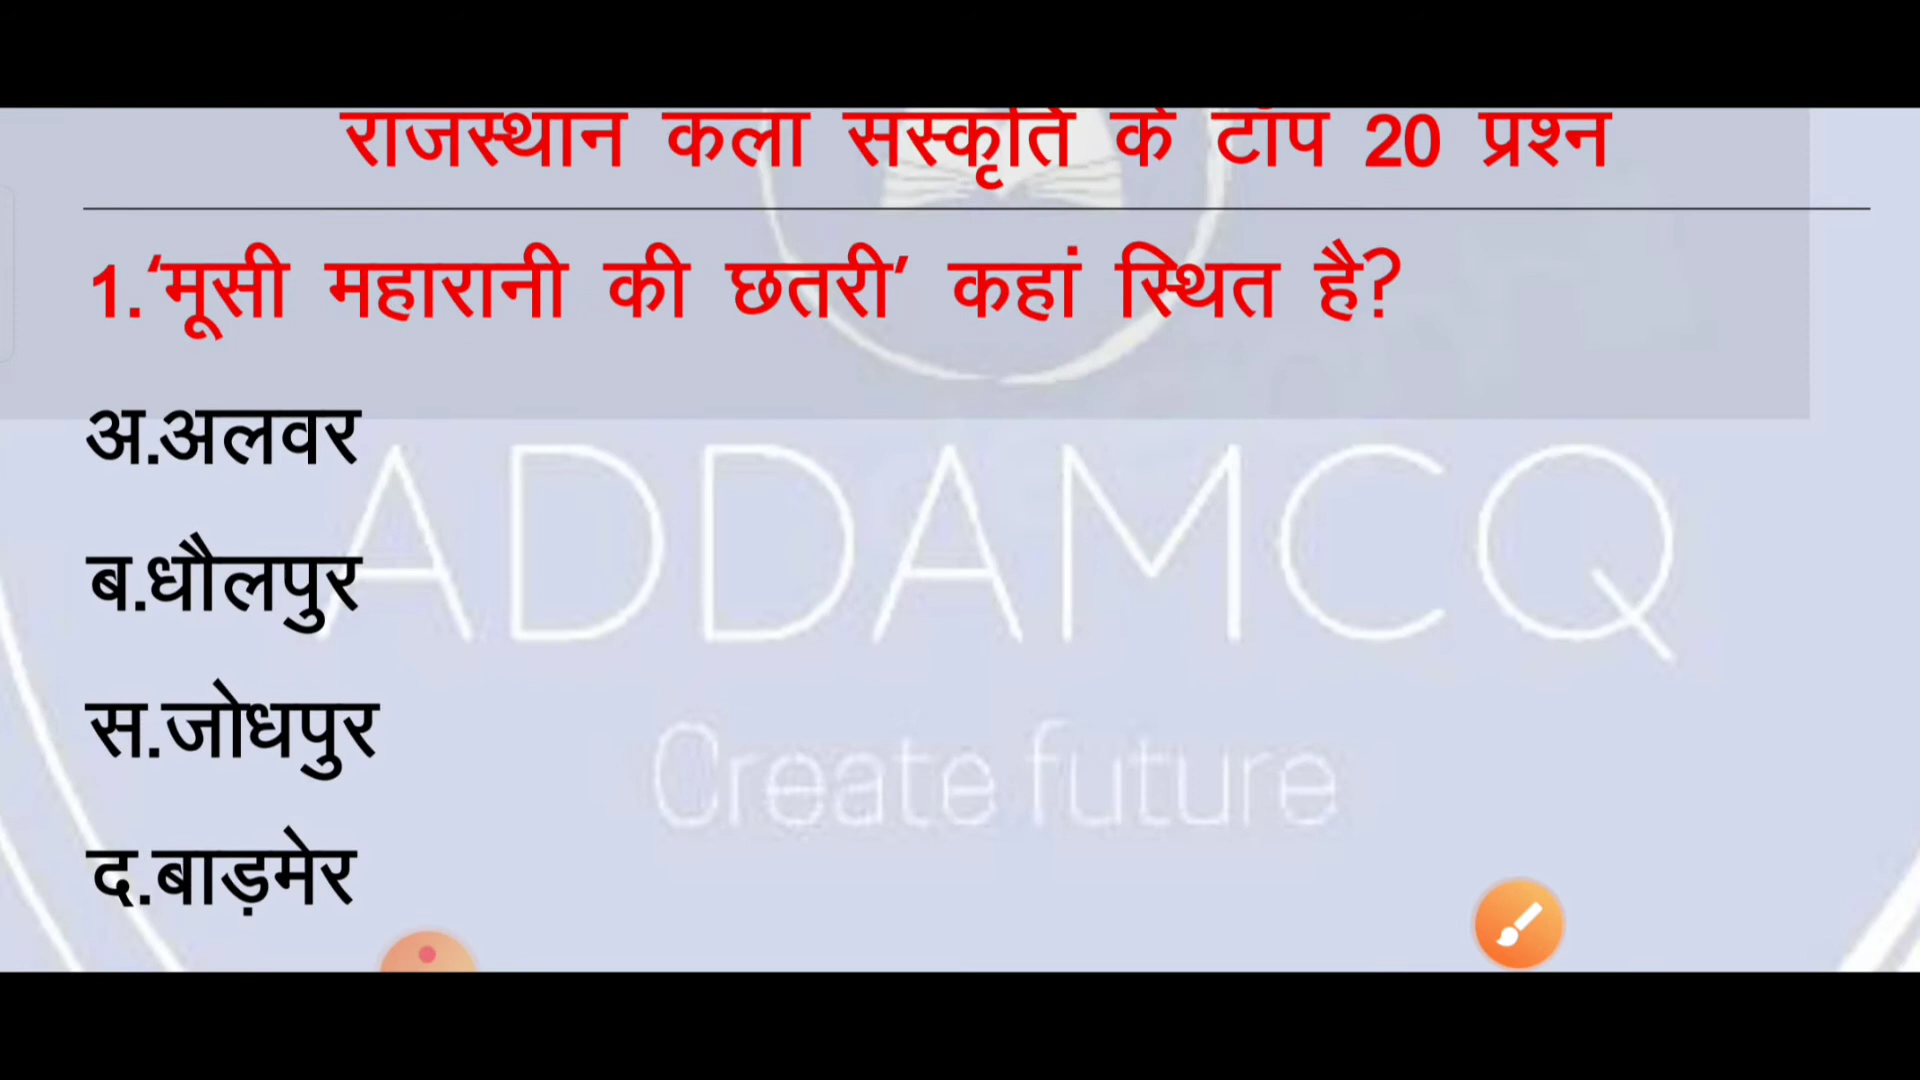 राजस्थान कला संस्कृति के टॉप 20 प्रश्न
1.‘मूसी महारानी की छतरी’ कहां स्थित है?
अ.अलवर
ब.धौलपुर
स.जोधपुर
द.बाड़मेर
ADDAMCQ
Create future